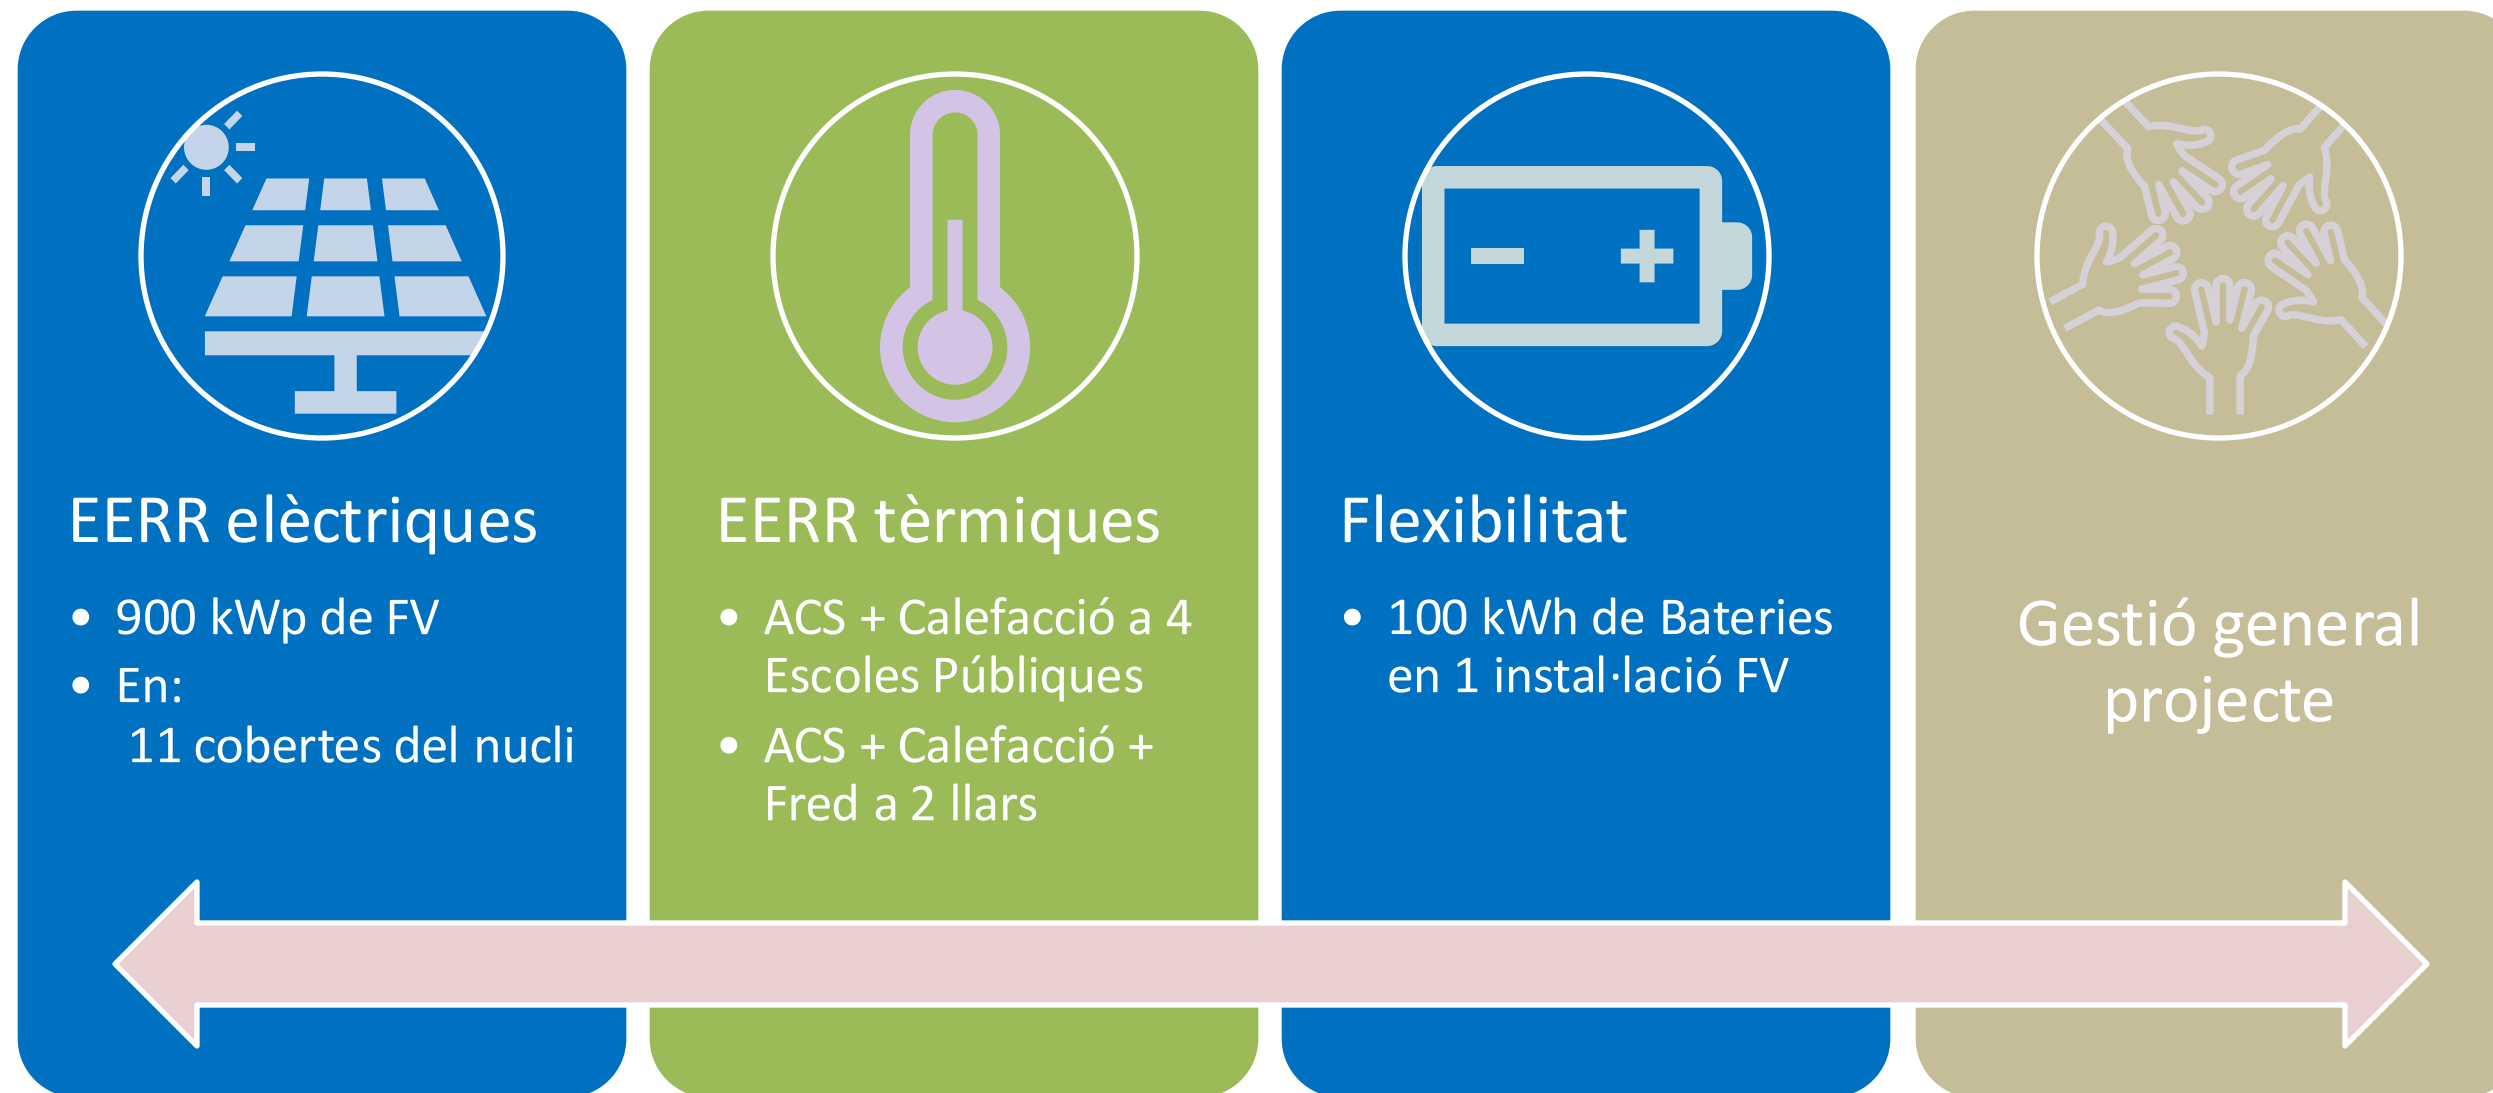 EERR elèctriques
• 900 kWp de FV
• En:
11 cobertes del nucli
EERR tèrmiques
• ACS + Calefacció a 4
Escoles Públiques
• ACS + Calefacció +
Fred a 2 llars
Flexibilitat
• 100 kWh de Bateries
en 1 instal·lació FV
Gestió general
projecte